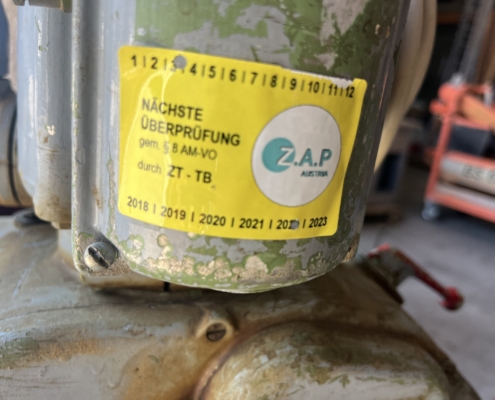 1 | 2 | 3 | 4 | 5 | 6 | 7 | 8 | 9 | 10 | 11 | 12
NÄCHSTE
ÜBERPRÜFUNG
gem. § 8 AM-VO
durch ZT - TB
Z.A.P
AUSTRIA
2018 | 2019 | 2020 | 2021 | 2022 | 2023